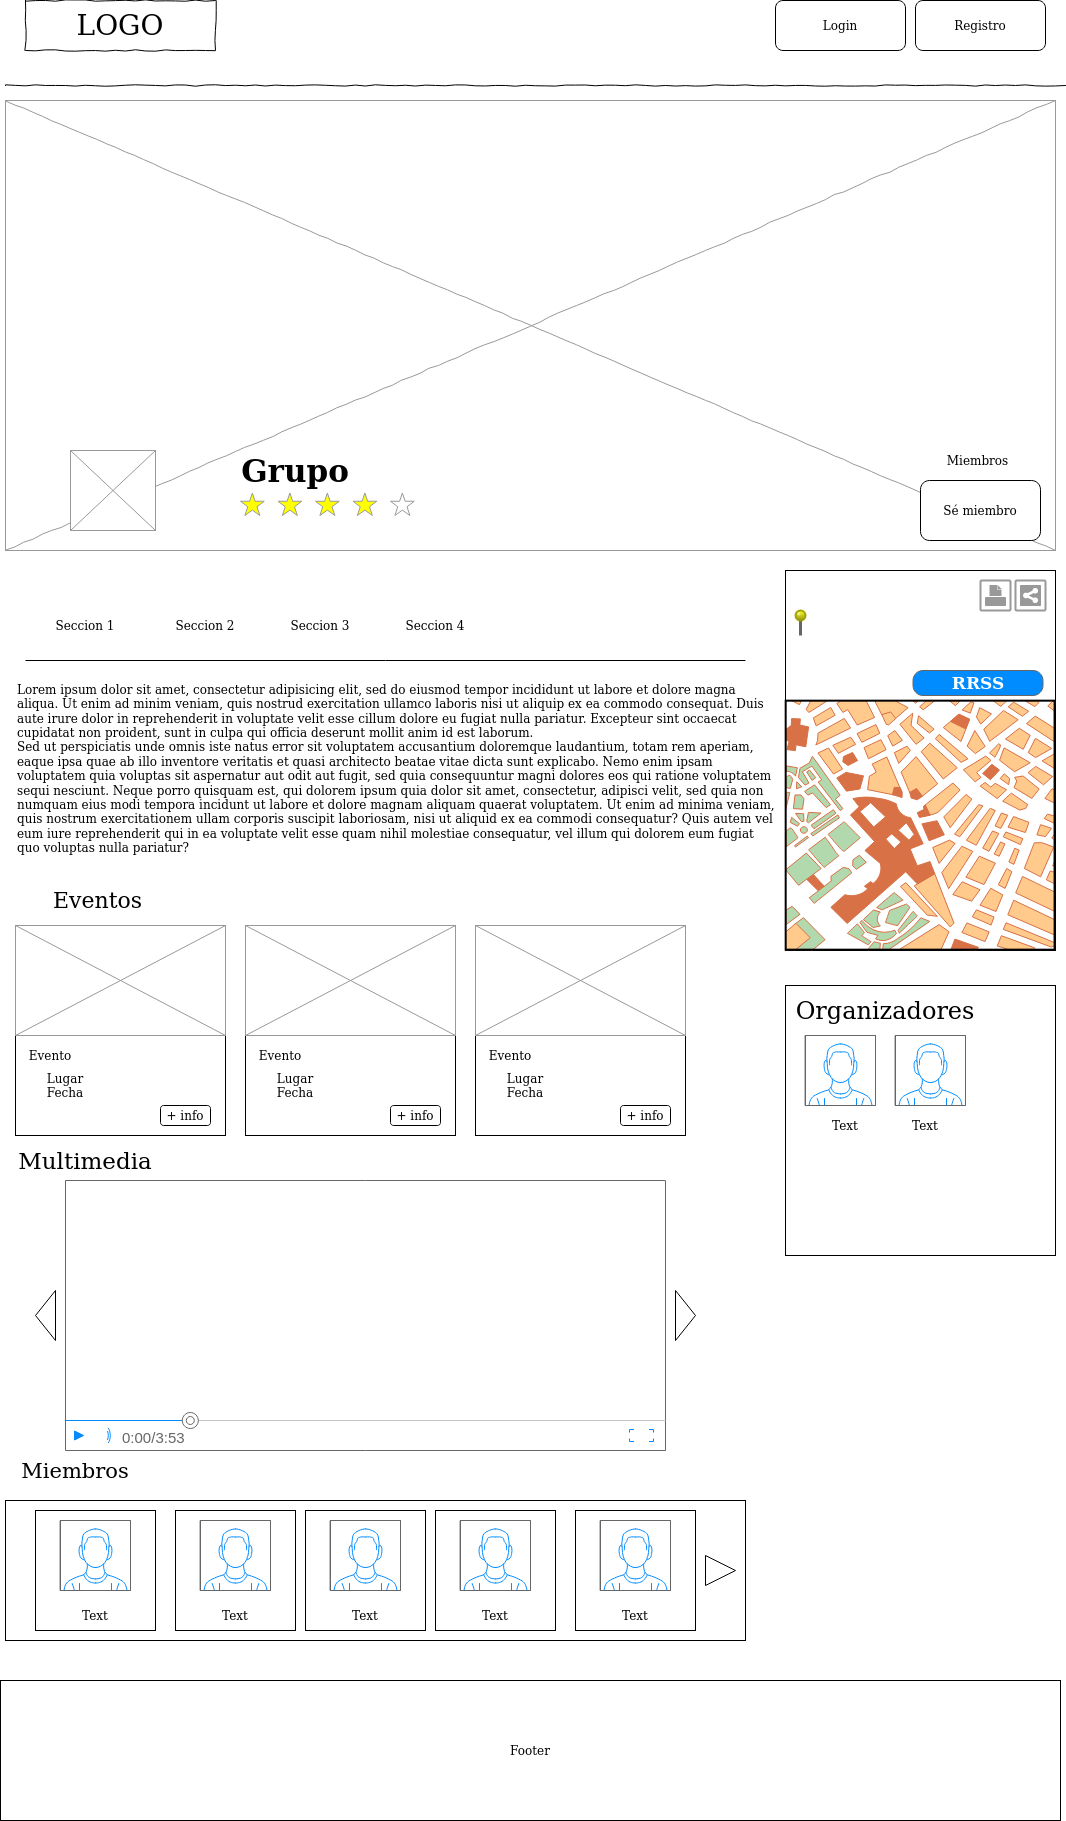 LOGO
Login
Registro
Grupo
Miembros
Sé miembro
Seccion 1
Seccion 2
Seccion 3
Seccion 4
RRSS
Lorem ipsum dolor sit amet, consectetur adipisicing elit, sed do eiusmod tempor incididunt ut labore et dolore magna
aliqua. Ut enim ad minim veniam, quis nostrud exercitation ullamco laboris nisi ut aliquip ex ea commodo consequat. Duis
aute irure dolor in reprehenderit in voluptate velit esse cillum dolore eu fugiat nulla pariatur. Excepteur sint occaecat
cupidatat non proident, sunt in culpa qui officia deserunt mollit anim id est laborum.
Sed ut perspiciatis unde omnis iste natus error sit voluptatem accusantium doloremque laudantium, totam rem aperiam,
eaque ipsa quae ab illo inventore veritatis et quasi architecto beatae vitae dicta sunt explicabo. Nemo enim ipsam
voluptatem quia voluptas sit aspernatur aut odit aut fugit, sed quia consequuntur magni dolores eos qui ratione voluptatem
sequi nesciunt. Neque porro quisquam est, qui dolorem ipsum quia dolor sit amet, consectetur, adipisci velit, sed quia non
numquam eius modi tempora incidunt ut labore et dolore magnam aliquam quaerat voluptatem. Ut enim ad minima veniam,
quis nostrum exercitationem ullam corporis suscipit laboriosam, nisi ut aliquid ex ea commodi consequatur? Quis autem vel
eum iure reprehenderit qui in ea voluptate velit esse quam nihil molestiae consequatur, vel illum qui dolorem eum fugiat
quo voluptas nulla pariatur?
Eventos
Evento
Lugar
Fecha
+ info
Evento
Lugar
Fecha
+ info
Evento
Lugar
Fecha
+ info
Organizadores
Text
Text
Multimedia
0:00/3:53
Miembros
Text
Text
Text
Text
Text
Footer